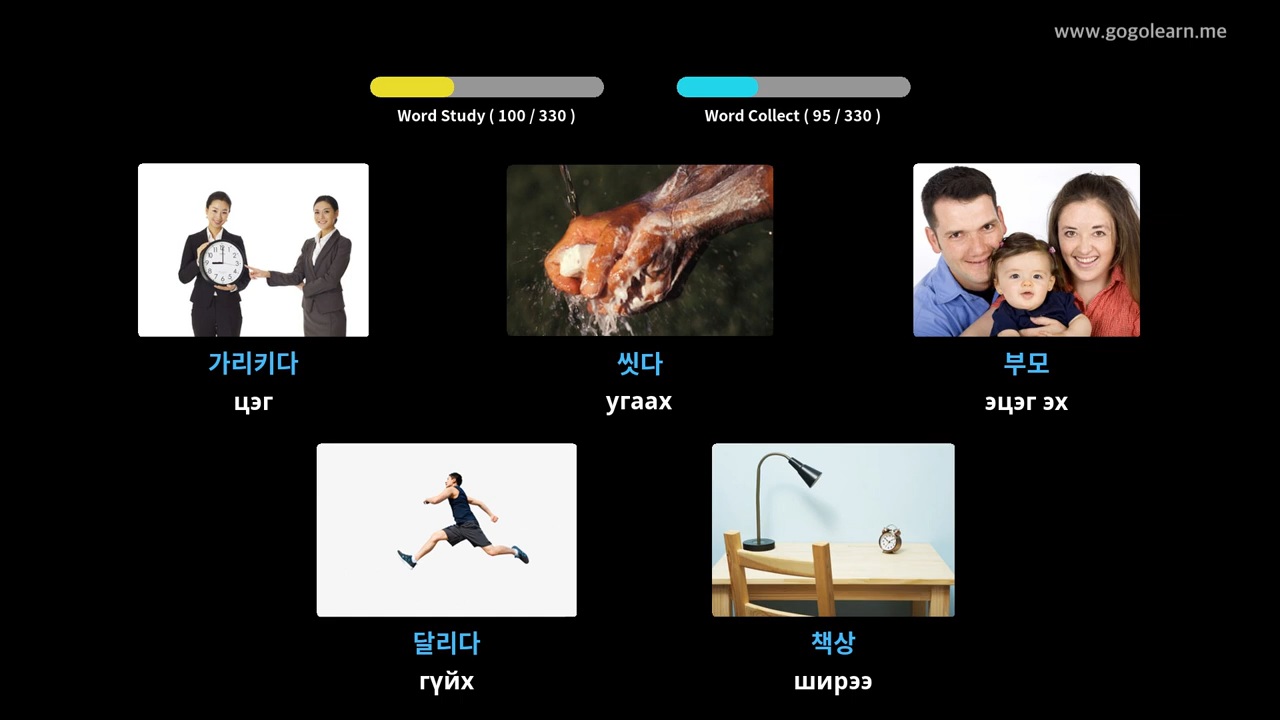 www.gogolearn.me
Word Study ( 100 / 330 )
Word Collect ( 95 / 330 )
가리키다
цэг
씻다
угаах
부모
эцэг эх
달리다
гүйх
책상
ширээ